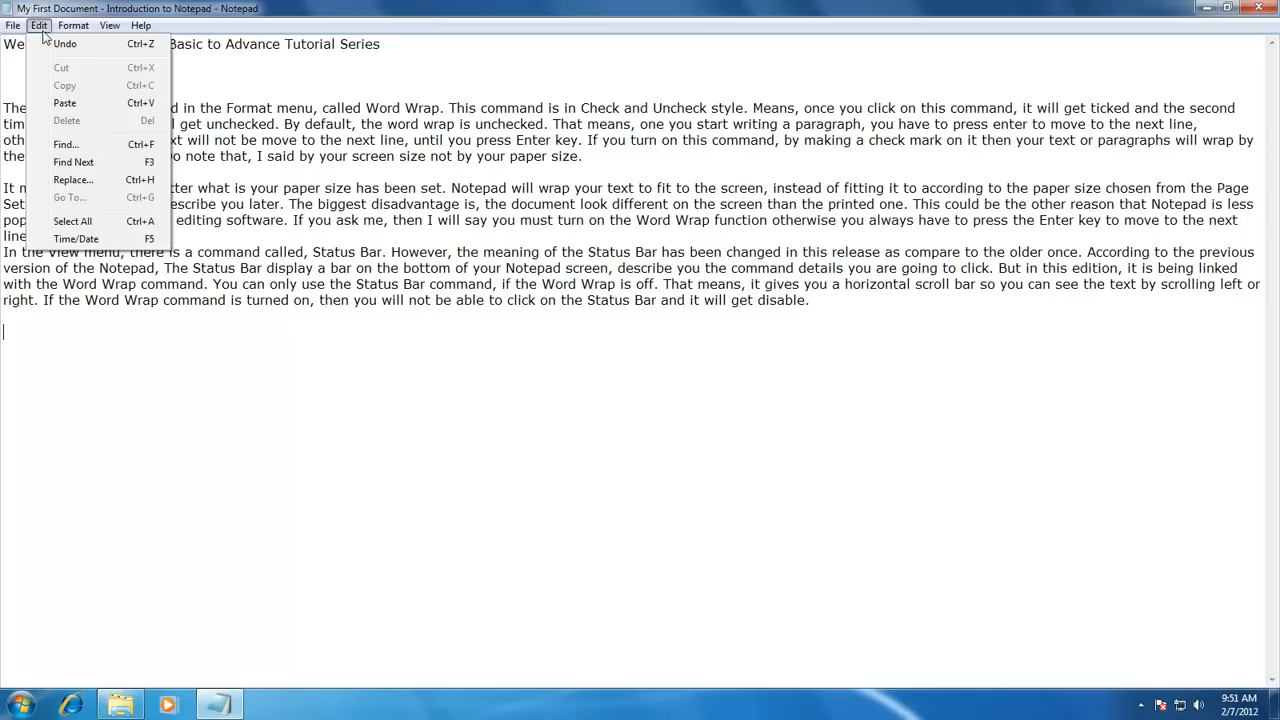 My First Document - Introduction to Notepad - Notepad
File Edit Format View Help
We Basic to Advance Tutorial Series
Undo Ctrl+Z
Cut Ctrl+X
Copy Ctrl+C
Paste Ctrl+V
Delete Del
Find... Ctrl+F
Find Next F3
Replace... Ctrl+H
Go To... Ctrl+G
Select All Ctrl+A
Time/Date F5
The d in the Format menu, called Word Wrap. This command is in Check and Uncheck style. Means, once you click on this command, it will get ticked and the second
tim l get unchecked. By default, the word wrap is unchecked. That means, one you start writing a paragraph, you have to press enter to move to the next line,
oth xt will not be move to the next line, until you press Enter key. If you turn on this command, by making a check mark on it then your text or paragraphs will wrap by
the o note that, I said by your screen size not by your paper size.
It m tter what is your paper size has been set. Notepad will wrap your text to fit to the screen, instead of fitting it to according to the paper size chosen from the Page
Set escribe you later. The biggest disadvantage is, the document look different on the screen than the printed one. This could be the other reason that Notepad is less
pop editing software. If you ask me, then I will say you must turn on the Word Wrap function otherwise you always have to press the Enter key to move to the next
line
In the View menu, there is a command called, Status Bar. However, the meaning of the Status Bar has been changed in this release as compare to the older once. According to the previous
version of the Notepad, The Status Bar display a bar on the bottom of your Notepad screen, describe you the command details you are going to click. But in this edition, it is being linked
with the Word Wrap command. You can only use the Status Bar command, if the Word Wrap is off. That means, it gives you a horizontal scroll bar so you can see the text by scrolling left or
right. If the Word Wrap command is turned on, then you will not be able to click on the Status Bar and it will get disable.
9:51 AM
2/7/2012